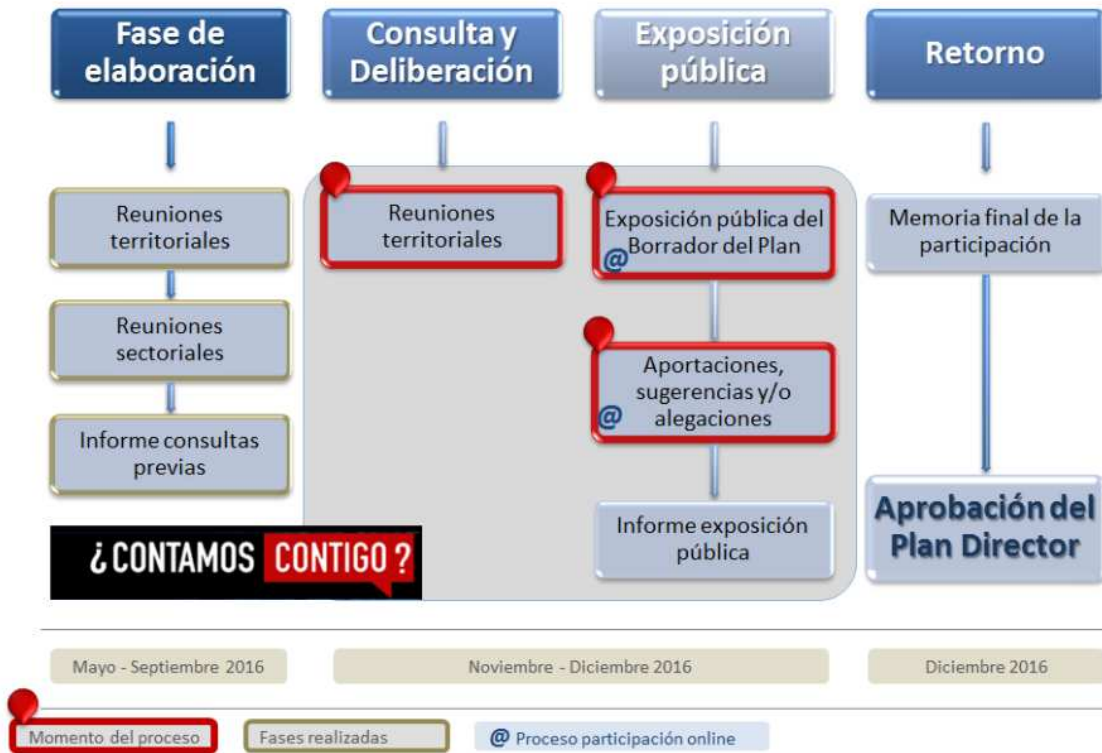 Fase de
elaboración
Consulta y
Deliberación
Exposición
pública
Retorno
Reuniones
territoriales
Reuniones
sectoriales
Informe consultas
previas
Reuniones
territoriales
Exposición pública del
Borrador del Plan
@
Aportaciones,
sugerencias y/o
alegaciones
@
Informe exposición
pública
Memoria final de la
participación
Aprobación del
Plan Director
¿CONTAMOS CONTIGO?
Mayo - Septiembre 2016
Noviembre - Diciembre 2016
Diciembre 2016
Momento del proceso
Fases realizadas
@ Proceso participación online